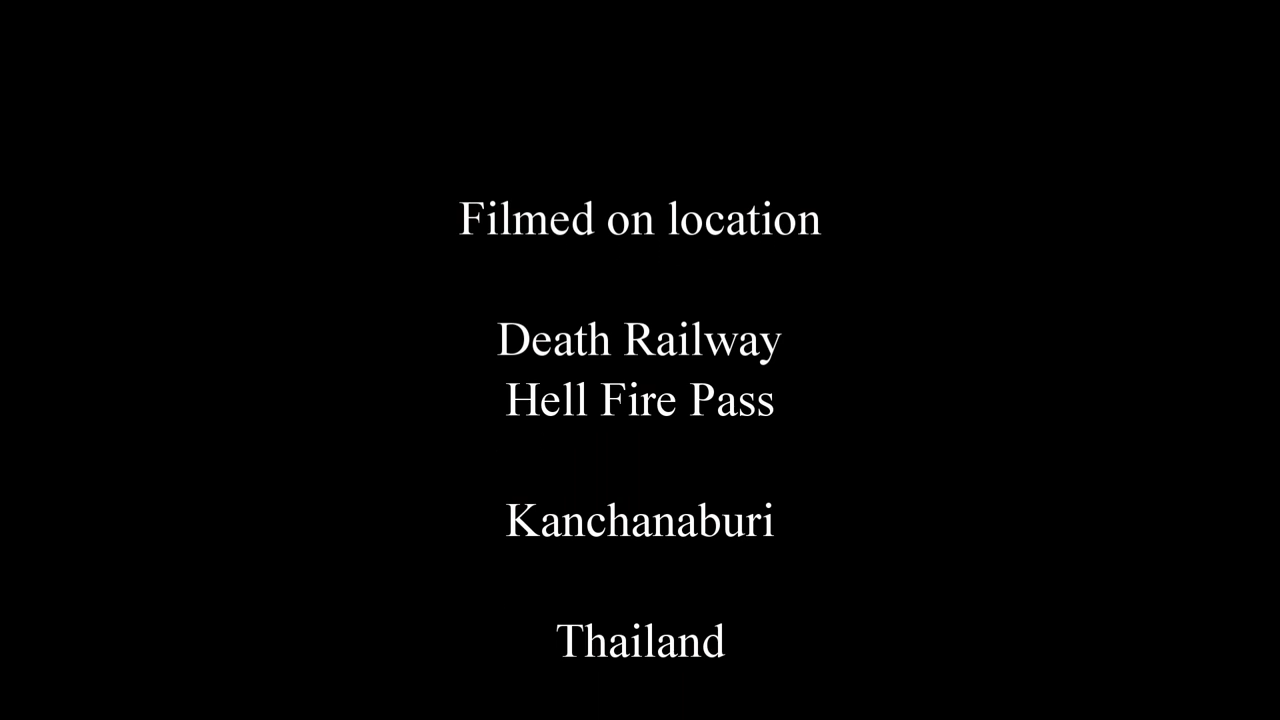 Filmed on location
Death Railway
Hell Fire Pass
Kanchanaburi
Thailand